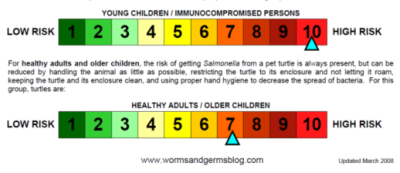 YOUNG CHILDREN / IMMUNOCOMPROMISED PERSONS
LOW RISK 1 2 3 4 5 6 7 8 9 10 HIGH RISK
For healthy adults and older children, the risk of getting Salmonella from a pet turtle is always present, but can be
reduced by handling the animal as little as possible, restricting the turtle to its enclosure and not letting it roam,
keeping the turtle and its enclosure clean, and using proper hand hygiene to decrease the spread of bacteria. For this
group, turtles are:
HEALTHY ADULTS / OLDER CHILDREN
LOW RISK 1 2 3 4 5 6 7 8 9 10 HIGH RISK
www.wormsandgermsblog.com Updated March 2008